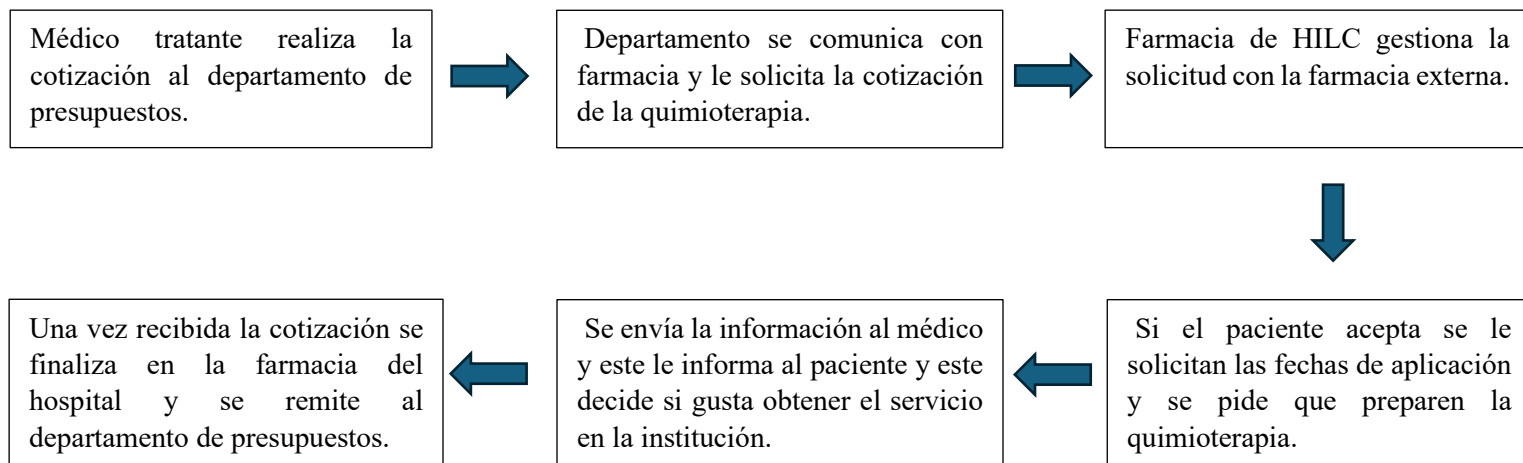 Médico tratante realiza la
cotización al departamento de
presupuestos.
Departamento se comunica con
farmacia y le solicita la cotización
de la quimioterapia.
Farmacia de HILC gestiona la
solicitud con la farmacia externa.
Si el paciente acepta se le
solicitan las fechas de aplicación
y se pide que preparen la
quimioterapia.
Se envía la información al médico
y este le informa al paciente y este
decide si gusta obtener el servicio
en la institución.
Una vez recibida la cotización se
finaliza en la farmacia del
hospital y se remite al
departamento de presupuestos.